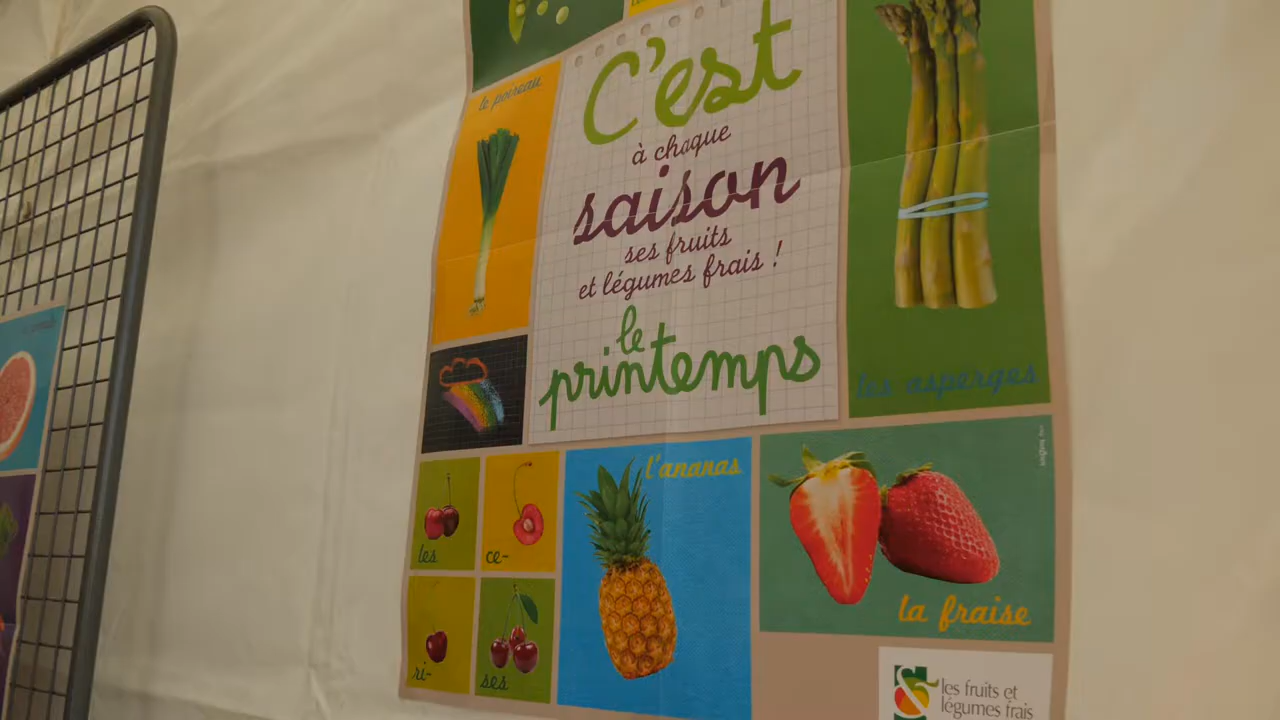 le poireau
C'est
à chaque
saison
ses fruits
et légumes frais !
le
printemps
les asperges
les
ce-
ri-
ses
l'ananas
la fraise
les fruits et
légumes frais